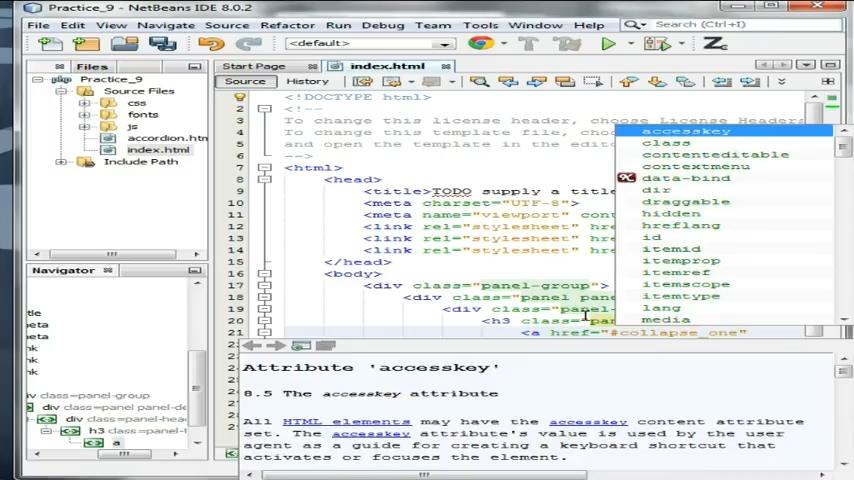 Practice_9 - NetBeans IDE 8.0.2
File Edit View Navigate Source Refactor Run Debug Team Tools Window Help Search (Ctrl+I)
<default>
Files
Start Page index.html
Practice_9
Source Files
css
fonts
js
accordion.htn
index.html
Include Path
Source History
1 <!DOCTYPE html>
2 <!--
3 To change this license header, choose License Headers
4 To change this template file, choo
5 and open the template in the edito
6 -->
7 <html>
8 <head>
9 <title>TODO supply a title
10 <meta charset="UTF-8">
11 <meta name="viewport" cont
12 <link rel="stylesheet" hre
13 <link rel="stylesheet" hre
14 <link rel="stylesheet" hre
15 </head>
16 <body>
17 <div class="panel-group">
18 <div class="panel pane
19 <div class="panel-
20 <h3 class="pan
21 <a href="#collapse_one"
accesskey
class
contenteditable
contextmenu
data-bind
dir
draggable
hidden
hreflang
id
itemid
itemprop
itemref
itemscope
itemtype
lang
media
Navigator
tle
eta
eta
nk
nk
nk
div class=panel-group
div class=panel panel-de
div class=panel-hea
h3 class=panel-t
a
Attribute 'accesskey'
8.5 The accesskey attribute
All HTML elements may have the accesskey content attribute
set. The accesskey attribute's value is used by the user
agent as a guide for creating a keyboard shortcut that
activates or focuses the element.